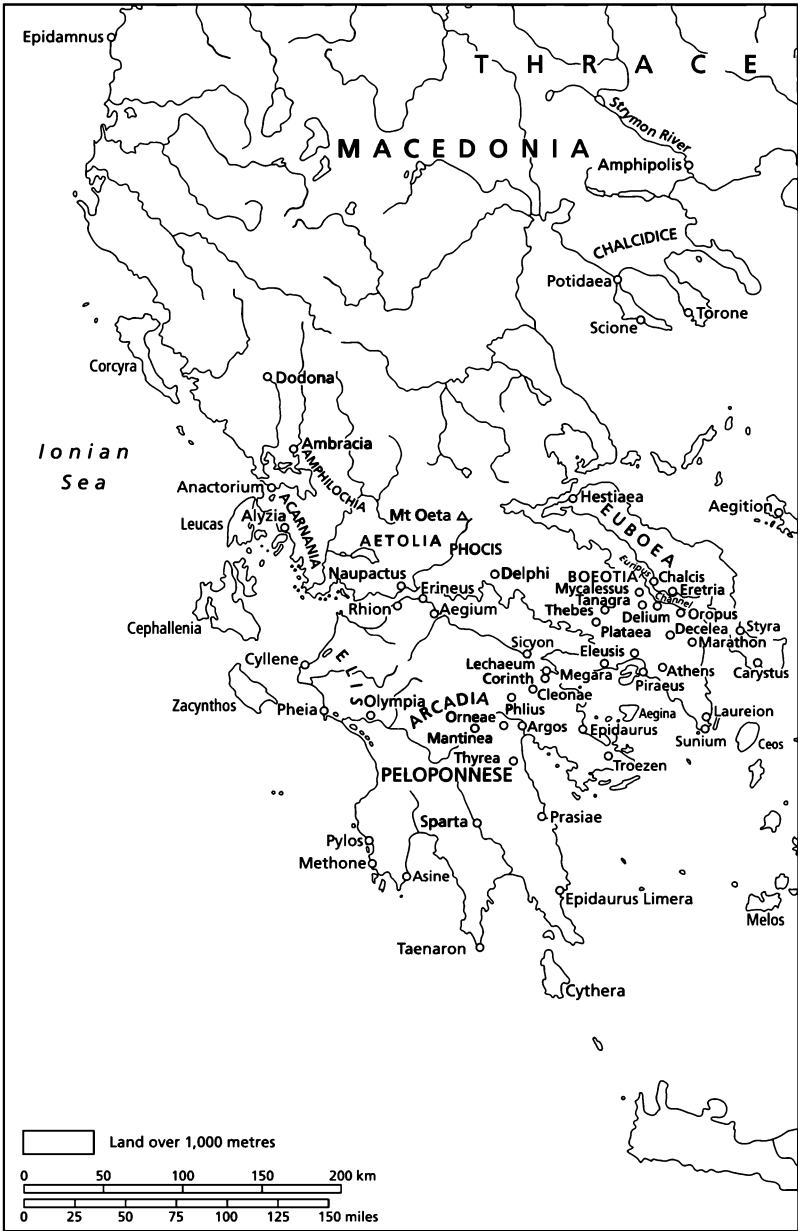 Epidamnus
T H R A C E
Strymon River
MACEDONIA
Amphipolis
CHALCIDICE
Potidaea
Torone
Scione
Corcyra
Dodona
Ionian
Sea
Ambracia
AMPHILOCHIA
Anactorium
Hestiaea
Aegition
Leucas
Alyzia
ACARNANIA
Mt Oeta
EUBOEA
AETOLIA
PHOCIS
Euripus
Channel
Naupactus
Delphi
BOEOTIA
Chalcis
Erineus
Mycalessus
Eretria
Rhion
Aegium
Tanagra
Thebes
Delium
Oropus
Cephallenia
Plataea
Decelea
Styra
Marathon
Sicyon
Eleusis
Cyllene
ELIS
Lechaeum
Corinth
Megara
Athens
Carystus
Piraeus
Zacynthos
Cleonae
Pheia
Olympia
ARCADIA
Phlius
Orneae
Aegina
Laureion
Mantinea
Argos
Epidaurus
Sunium
Ceos
Thyrea
Troezen
PELOPONNESE
Sparta
Prasiae
Pylos
Methone
Asine
Epidaurus Limera
Melos
Taenaron
Cythera
Land over 1,000 metres
0 50 100 150 200 km
0 25 50 75 100 125 150 miles